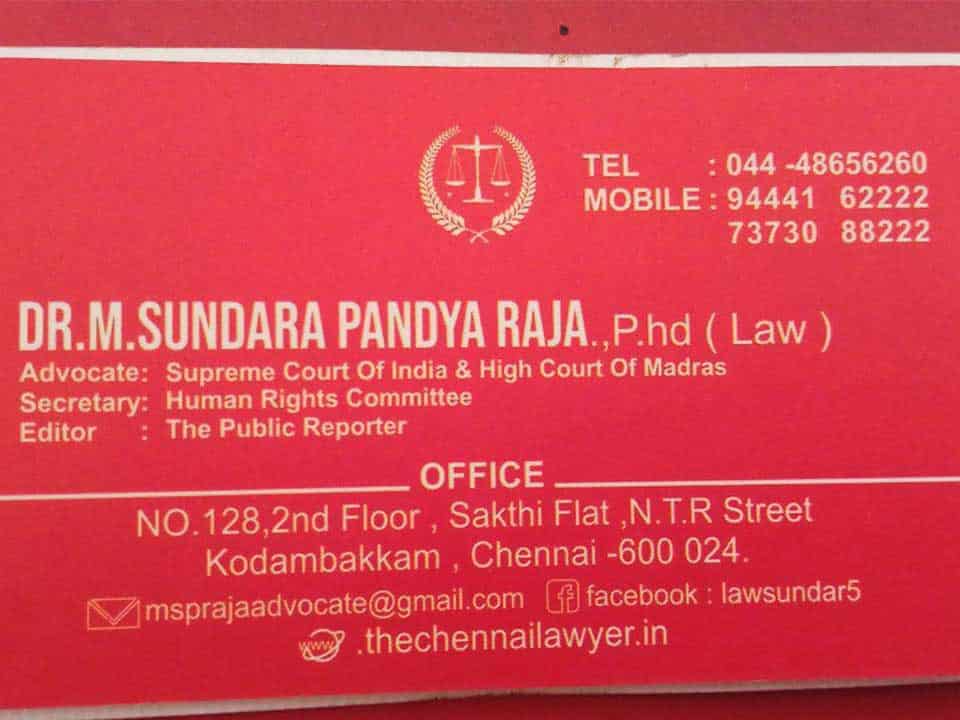 TEL : 044 -48656260
MOBILE : 94441 62222
73730 88222
DR.M.SUNDARA PANDYA RAJA.,P.hd ( Law )
Advocate: Supreme Court Of India & High Court Of Madras
Secretary: Human Rights Committee
Editor : The Public Reporter
OFFICE
NO.128,2nd Floor , Sakthi Flat ,N.T.R Street
Kodambakkam , Chennai -600 024.
msprajaadvocate@gmail.com facebook : lawsundar5
www .thechennailawyer.in